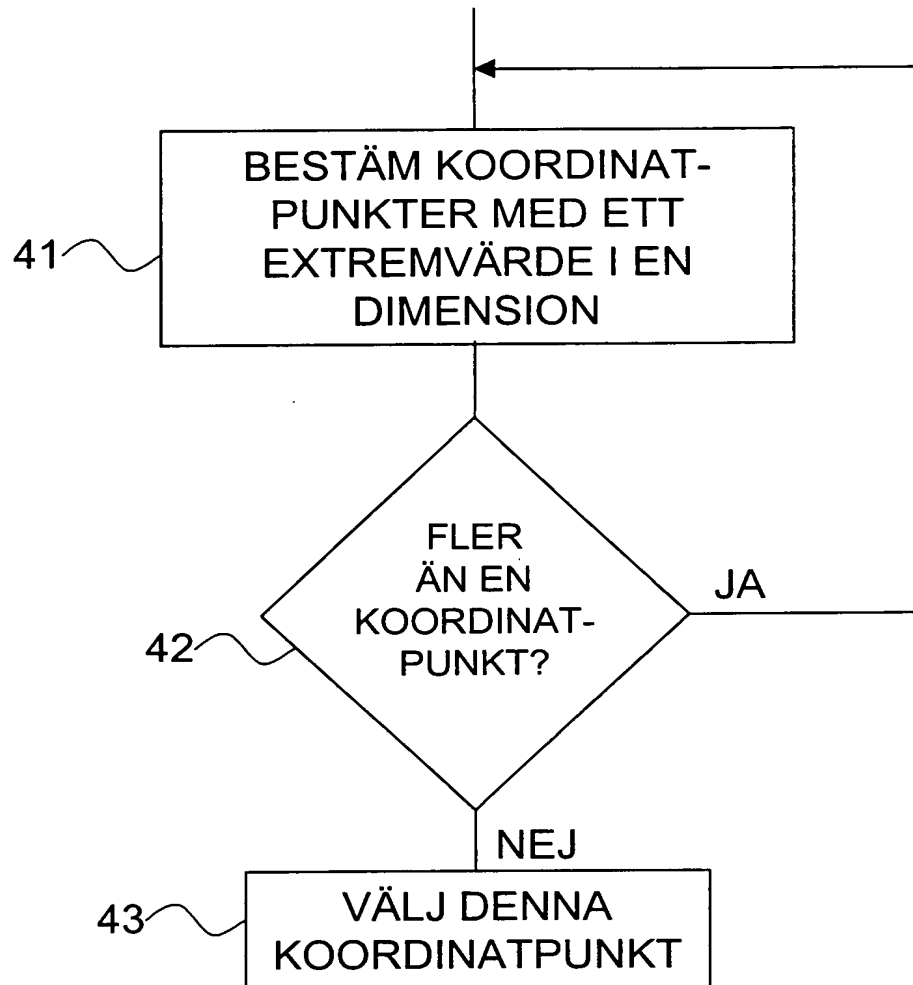 BESTÄM KOORDINAT-
PUNKTER MED ETT
EXTREMVÄRDE I EN
DIMENSION
41
FLER
ÄN EN
KOORDINAT-
PUNKT?
JA
42
NEJ
VÄLJ DENNA
KOORDINATPUNKT
43